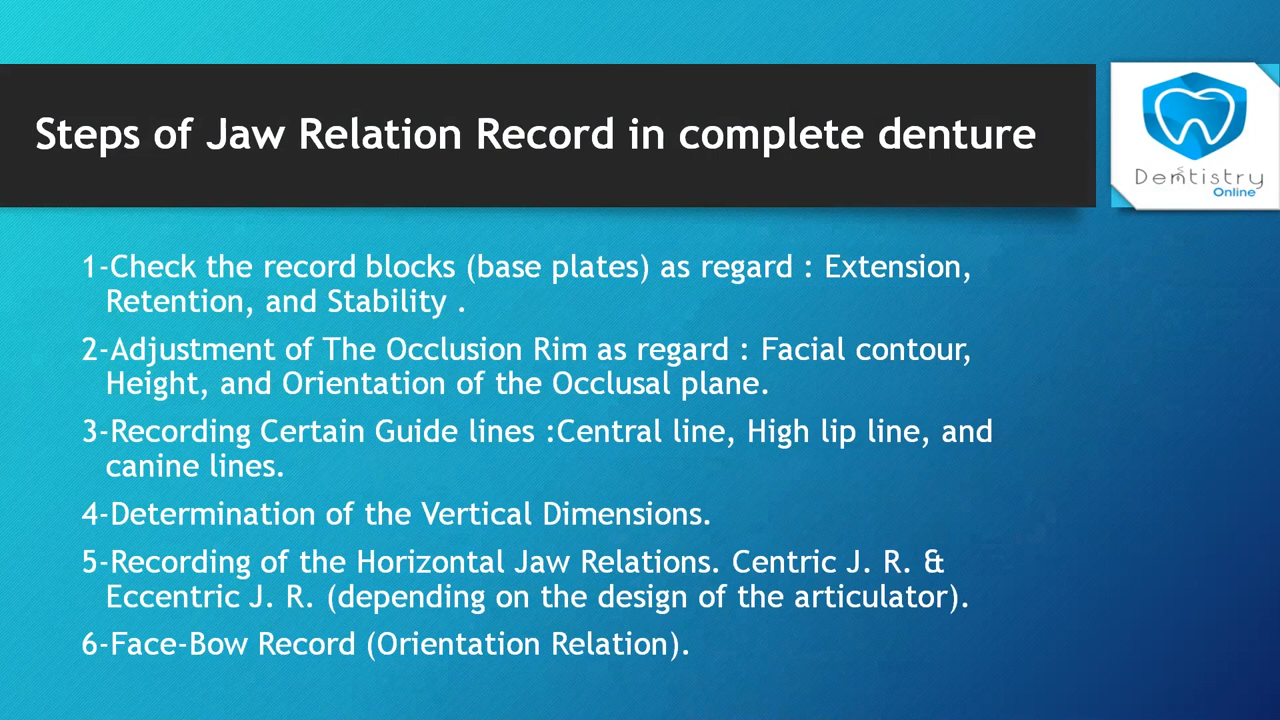 Steps of Jaw Relation Record in complete denture
Dentistry
Online
1-Check the record blocks (base plates) as regard : Extension,
Retention, and Stability .
2-Adjustment of The Occlusion Rim as regard : Facial contour,
Height, and Orientation of the Occlusal plane.
3-Recording Certain Guide lines :Central line, High lip line, and
canine lines.
4-Determination of the Vertical Dimensions.
5-Recording of the Horizontal Jaw Relations. Centric J. R. &
Eccentric J. R. (depending on the design of the articulator).
6-Face-Bow Record (Orientation Relation).